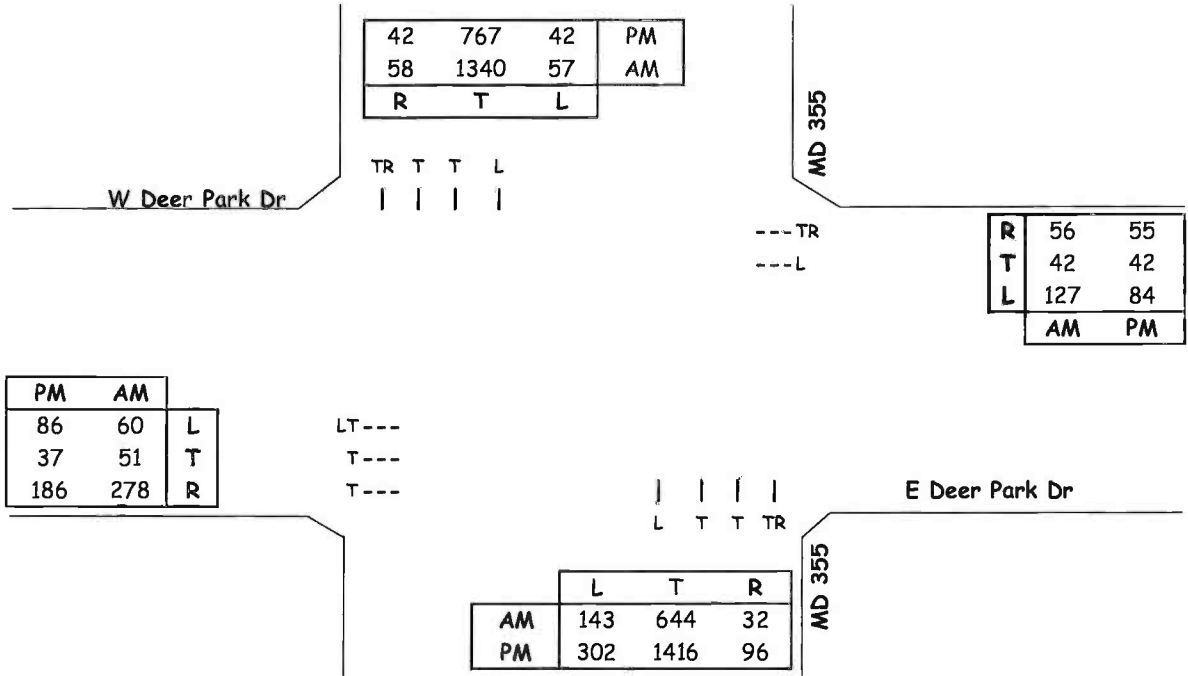 42 767 42 PM
58 1340 57 AM
R T L
MD 355
TR T T L
W Deer Park Dr
---TR
---L
R 56 55
T 42 42
L 127 84
AM PM
PM AM
86 60 L
37 51 T
186 278 R
LT---
T---
T---
E Deer Park Dr
L T T TR
MD 355
L T R
AM 143 644 32
PM 302 1416 96